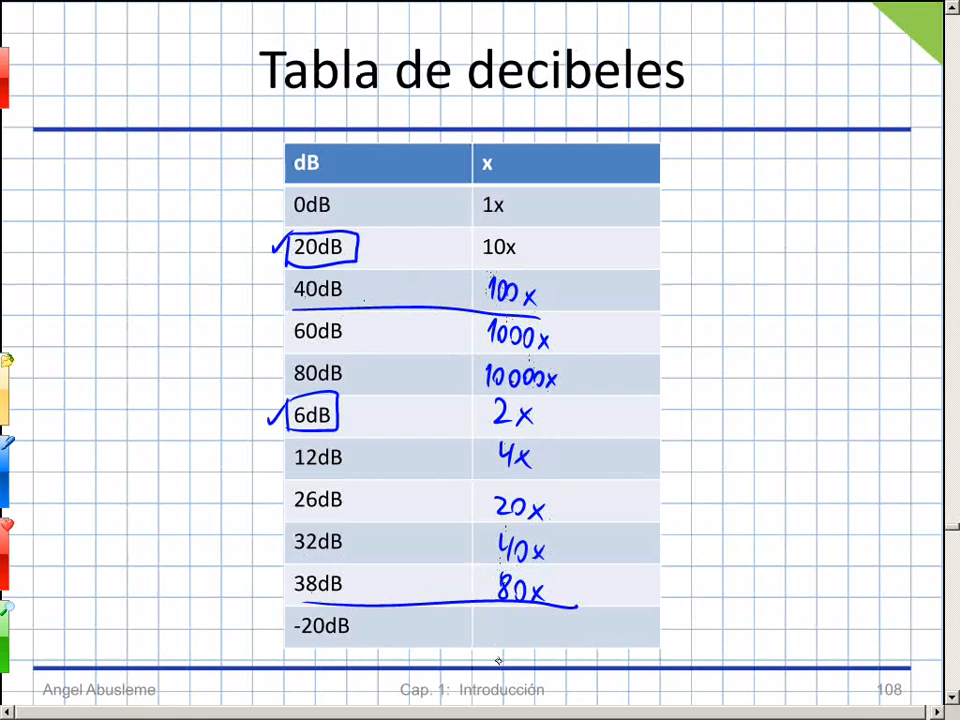 Tabla de decibeles
dB x
0dB 1x
20dB 10x
40dB 100x
60dB 1000x
80dB 10000x
6dB 2x
12dB 4x
26dB 20x
32dB 40x
38dB 80x
-20dB
Angel Abusleme Cap. 1: Introducción 108